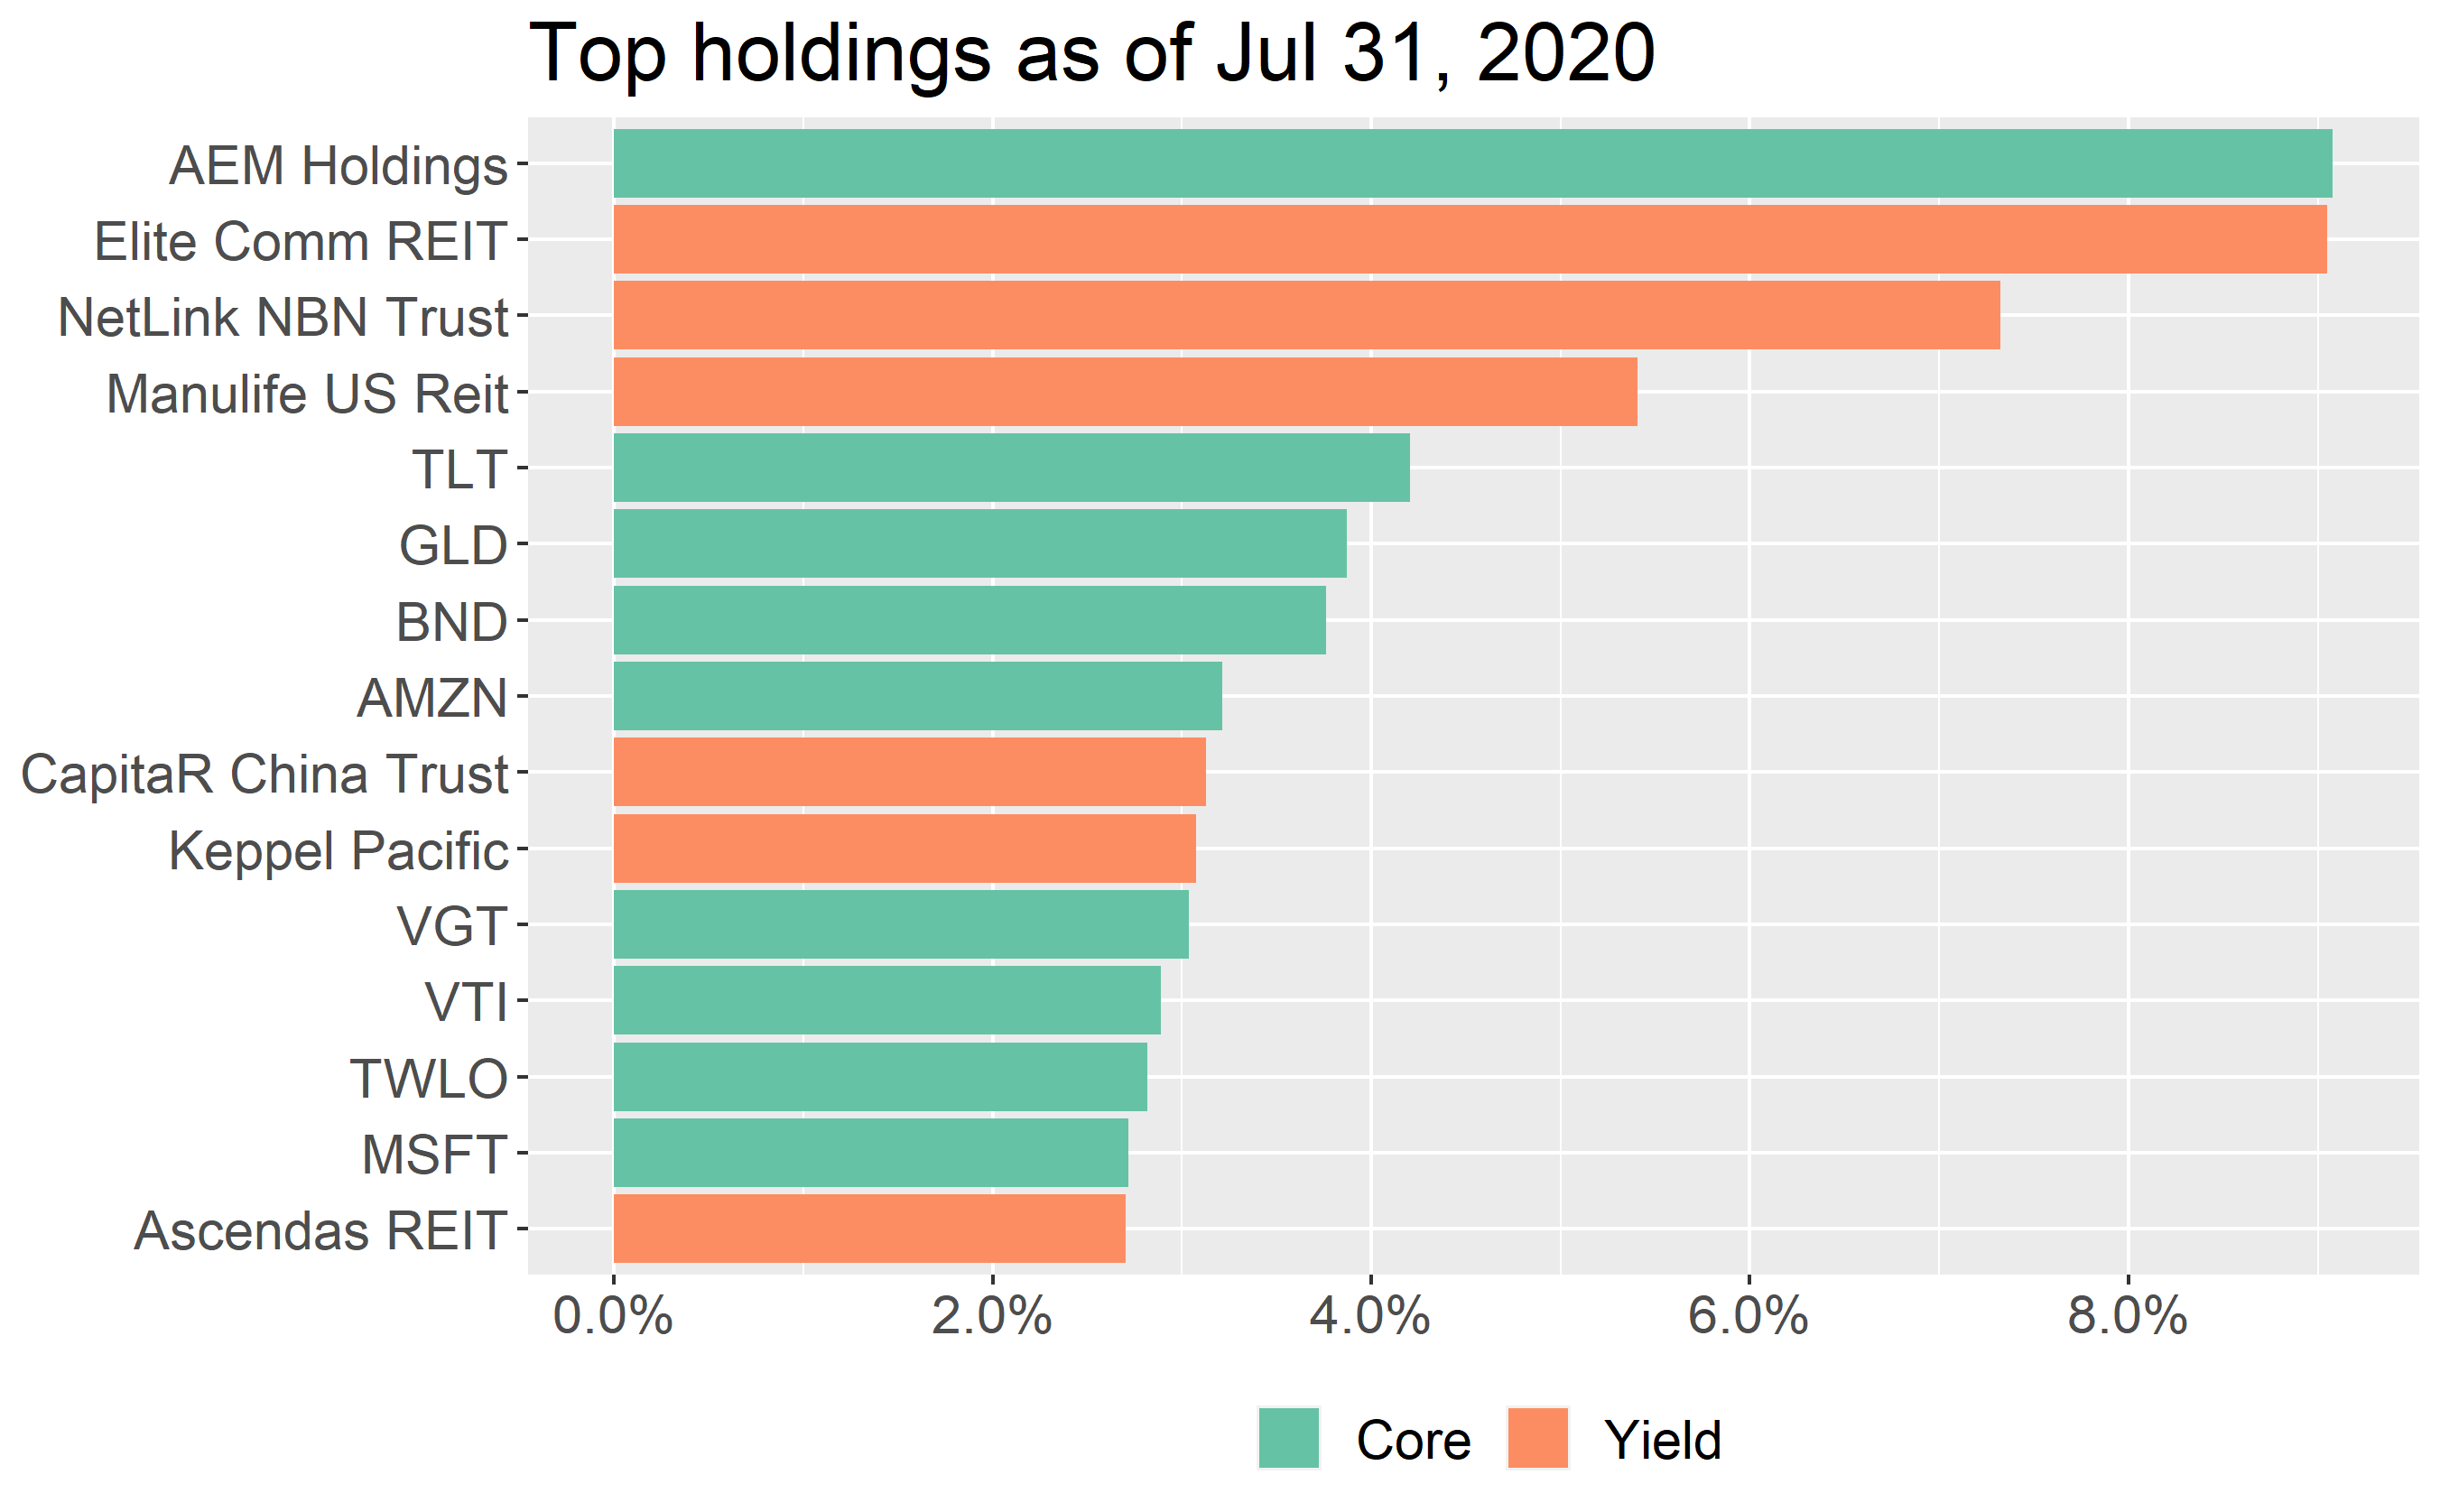 Top holdings as of Jul 31, 2020
AEM Holdings
Elite Comm REIT
NetLink NBN Trust
Manulife US Reit
TLT
GLD
BND
AMZN
CapitaR China Trust
Keppel Pacific
VGT
VTI
TWLO
MSFT
Ascendas REIT
0.0% 2.0% 4.0% 6.0% 8.0%
Core Yield